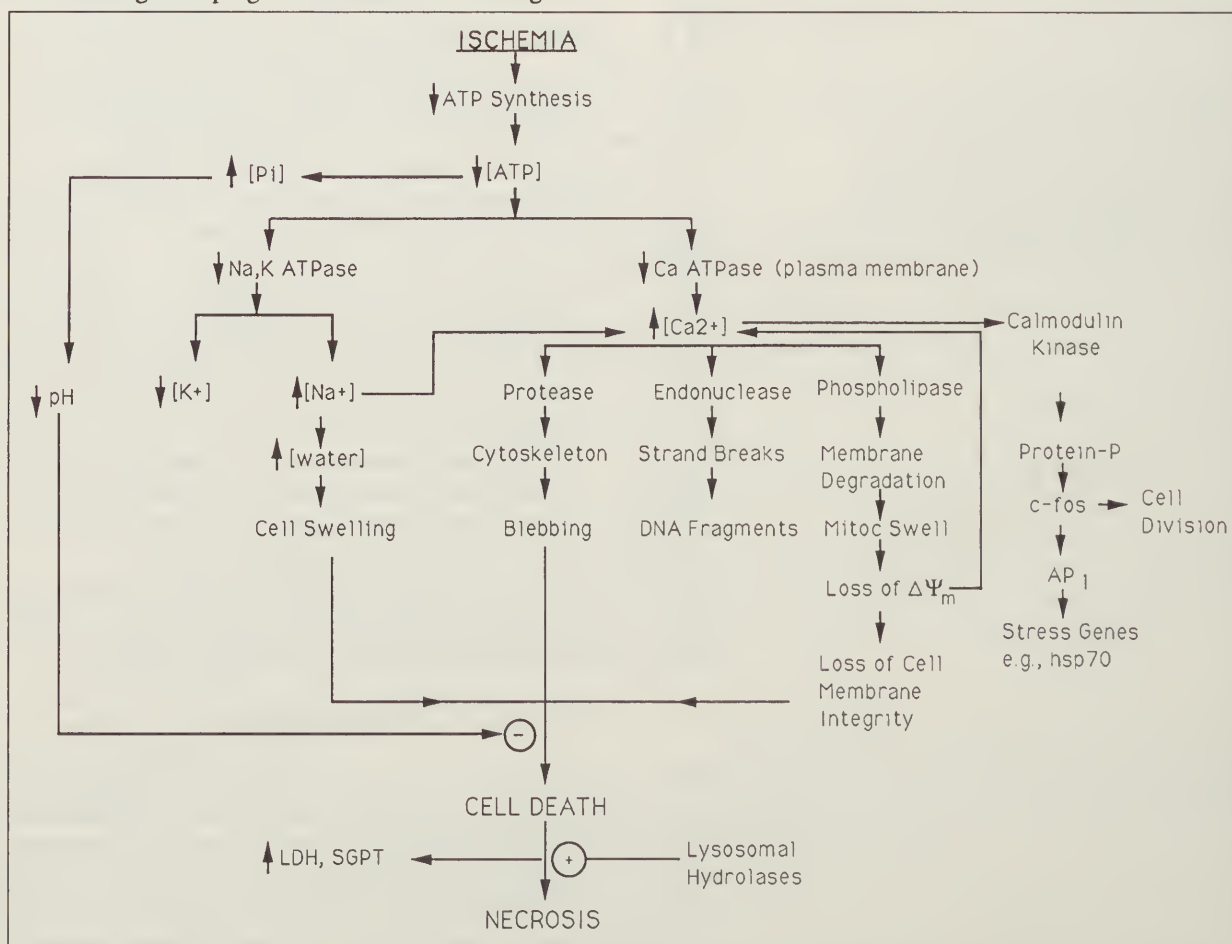 ISCHEMIA
↓ ATP Synthesis
↑ [Pi]
↓ [ATP]
↓ Na,K ATPase
↓ Ca ATPase (plasma membrane)
↑ [Ca2+]
Calmodulin
Kinase
↓ pH
↓ [K+]
↑ [Na+]
Protease
Endonuclease
Phospholipase
↑ [water]
Cytoskeleton
Strand Breaks
Membrane
Degradation
Protein-P
Cell Swelling
Blebbing
DNA Fragments
Mitoc Swell
c-fos
Cell
Division
Loss of ΔΨm
AP1
Stress Genes
e.g., hsp70
Loss of Cell
Membrane
Integrity
−
CELL DEATH
↑ LDH, SGPT
+
Lysosomal
Hydrolases
NECROSIS